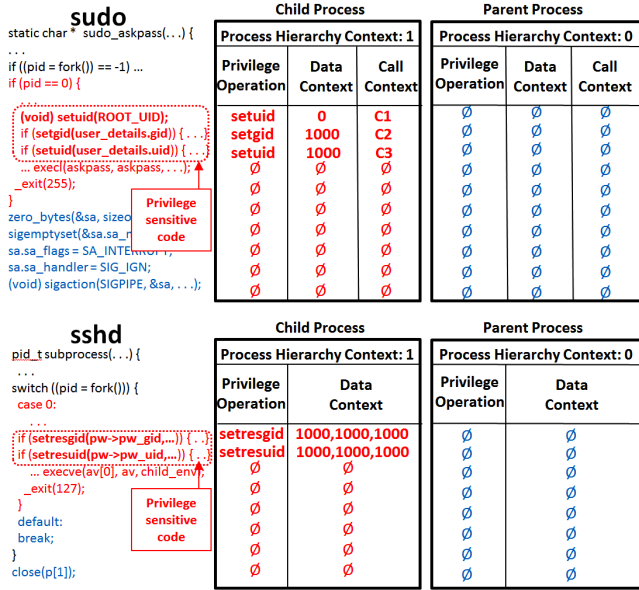 sudo
static char * sudo_askpass(. . .) {
. . .
if ((pid = fork()) == -1) ...
if (pid == 0) {
. . .
(void) setuid(ROOT_UID);
if (setgid(user_details.gid)) { . . .}
if (setuid(user_details.uid)) { . . .}
... execl(askpass, askpass, . . .);
_exit(255);
}
zero_bytes(&sa,
sigemptyset(
sa.sa_flags = SA_INTERRUPT;
sa.sa_handler = SIG_IGN;
(void) sigaction(SIGPIPE, &sa, . . .);
Privilege
sensitive
code
Child Process
Process Hierarchy Context: 1
Privilege Operation Data Context Call Context
setuid 0 C1
setgid 1000 C2
setuid 1000 C3
∅ ∅ ∅
∅ ∅ ∅
∅ ∅ ∅
∅ ∅ ∅
∅ ∅ ∅
∅ ∅ ∅
∅ ∅ ∅
Parent Process
Process Hierarchy Context: 0
Privilege Operation Data Context Call Context
∅ ∅ ∅
∅ ∅ ∅
∅ ∅ ∅
∅ ∅ ∅
∅ ∅ ∅
∅ ∅ ∅
∅ ∅ ∅
∅ ∅ ∅
∅ ∅ ∅
∅ ∅ ∅
sshd
pid_t subprocess(. . .) {
. . .
switch ((pid = fork())) {
case 0:
. . .
if (setresgid(pw->pw_gid,...)) { . .}
if (setresuid(pw->pw_uid,...)) { . .}
... execve(av[0], av, child_env);
_exit(127);
}
default:
break;
}
close(p[1]);
Privilege
sensitive
code
Child Process
Process Hierarchy Context: 1
Privilege Operation Data Context
setresgid 1000,1000,1000
setresuid 1000,1000,1000
∅ ∅
∅ ∅
∅ ∅
∅ ∅
∅ ∅
∅ ∅
Parent Process
Process Hierarchy Context: 0
Privilege Operation Data Context
∅ ∅
∅ ∅
∅ ∅
∅ ∅
∅ ∅
∅ ∅
∅ ∅
∅ ∅